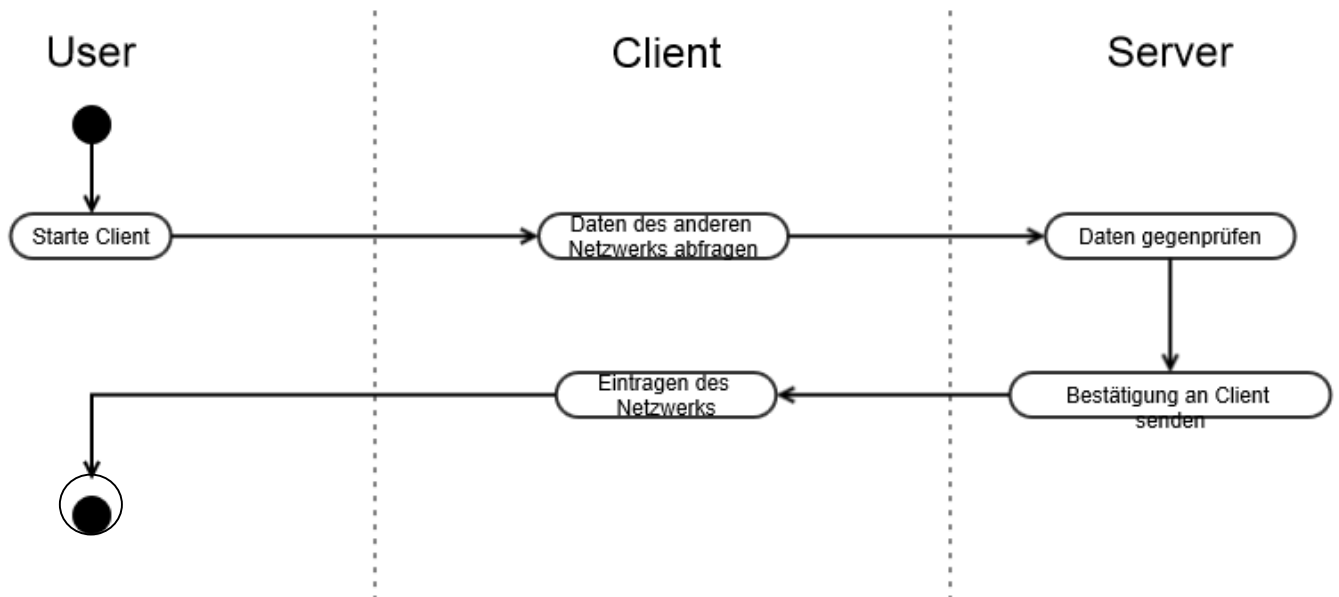 User
Client
Server
Starte Client
Daten des anderen
Netzwerks abfragen
Daten gegenprüfen
Eintragen des
Netzwerks
Bestätigung an Client
senden